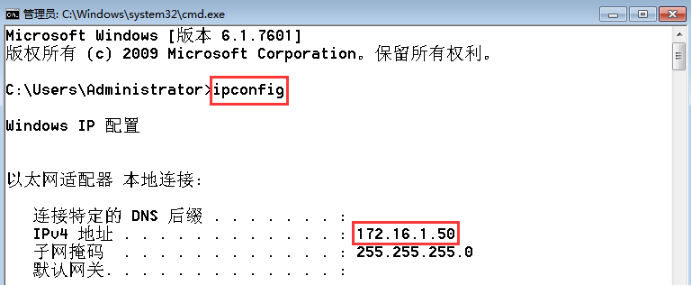 管理员: C:\Windows\system32\cmd.exe
Microsoft Windows [版本 6.1.7601]
版权所有 (c) 2009 Microsoft Corporation。保留所有权利。
C:\Users\Administrator>ipconfig
Windows IP 配置
以太网适配器 本地连接:
连接特定的 DNS 后缀 . . . . . . . :
IPv4 地址 . . . . . . . . . . . . : 172.16.1.50
子网掩码 . . . . . . . . . . . . : 255.255.255.0
默认网关. . . . . . . . . . . . . :